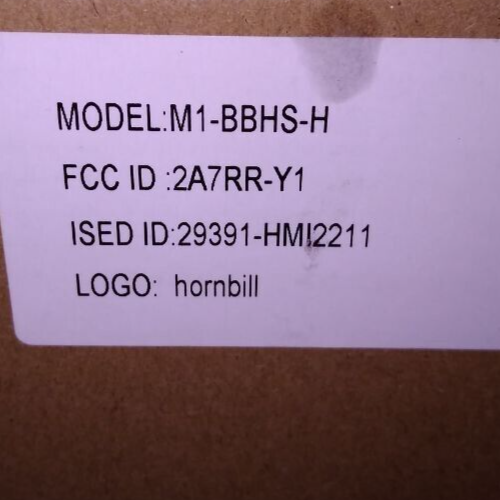 MODEL:M1-BBHS-H
FCC ID :2A7RR-Y1
ISED ID:29391-HMI2211
LOGO: hornbill